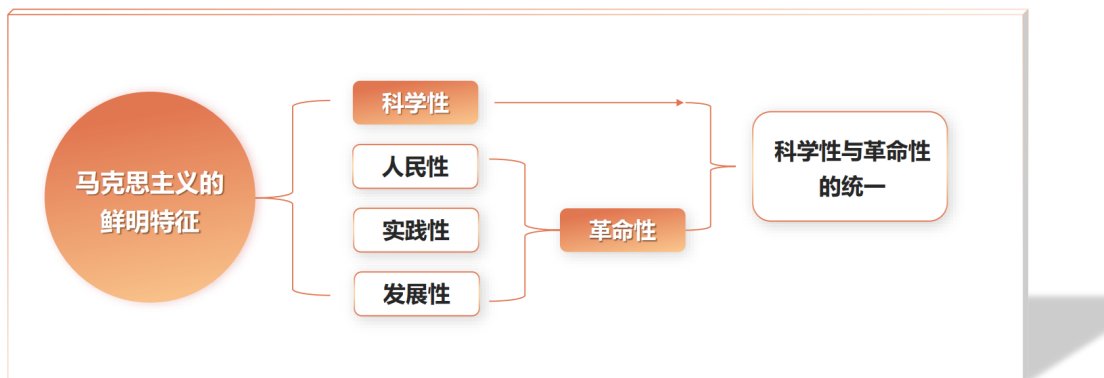 马克思主义的
鲜明特征
科学性
人民性
实践性
发展性
革命性
科学性与革命性
的统一